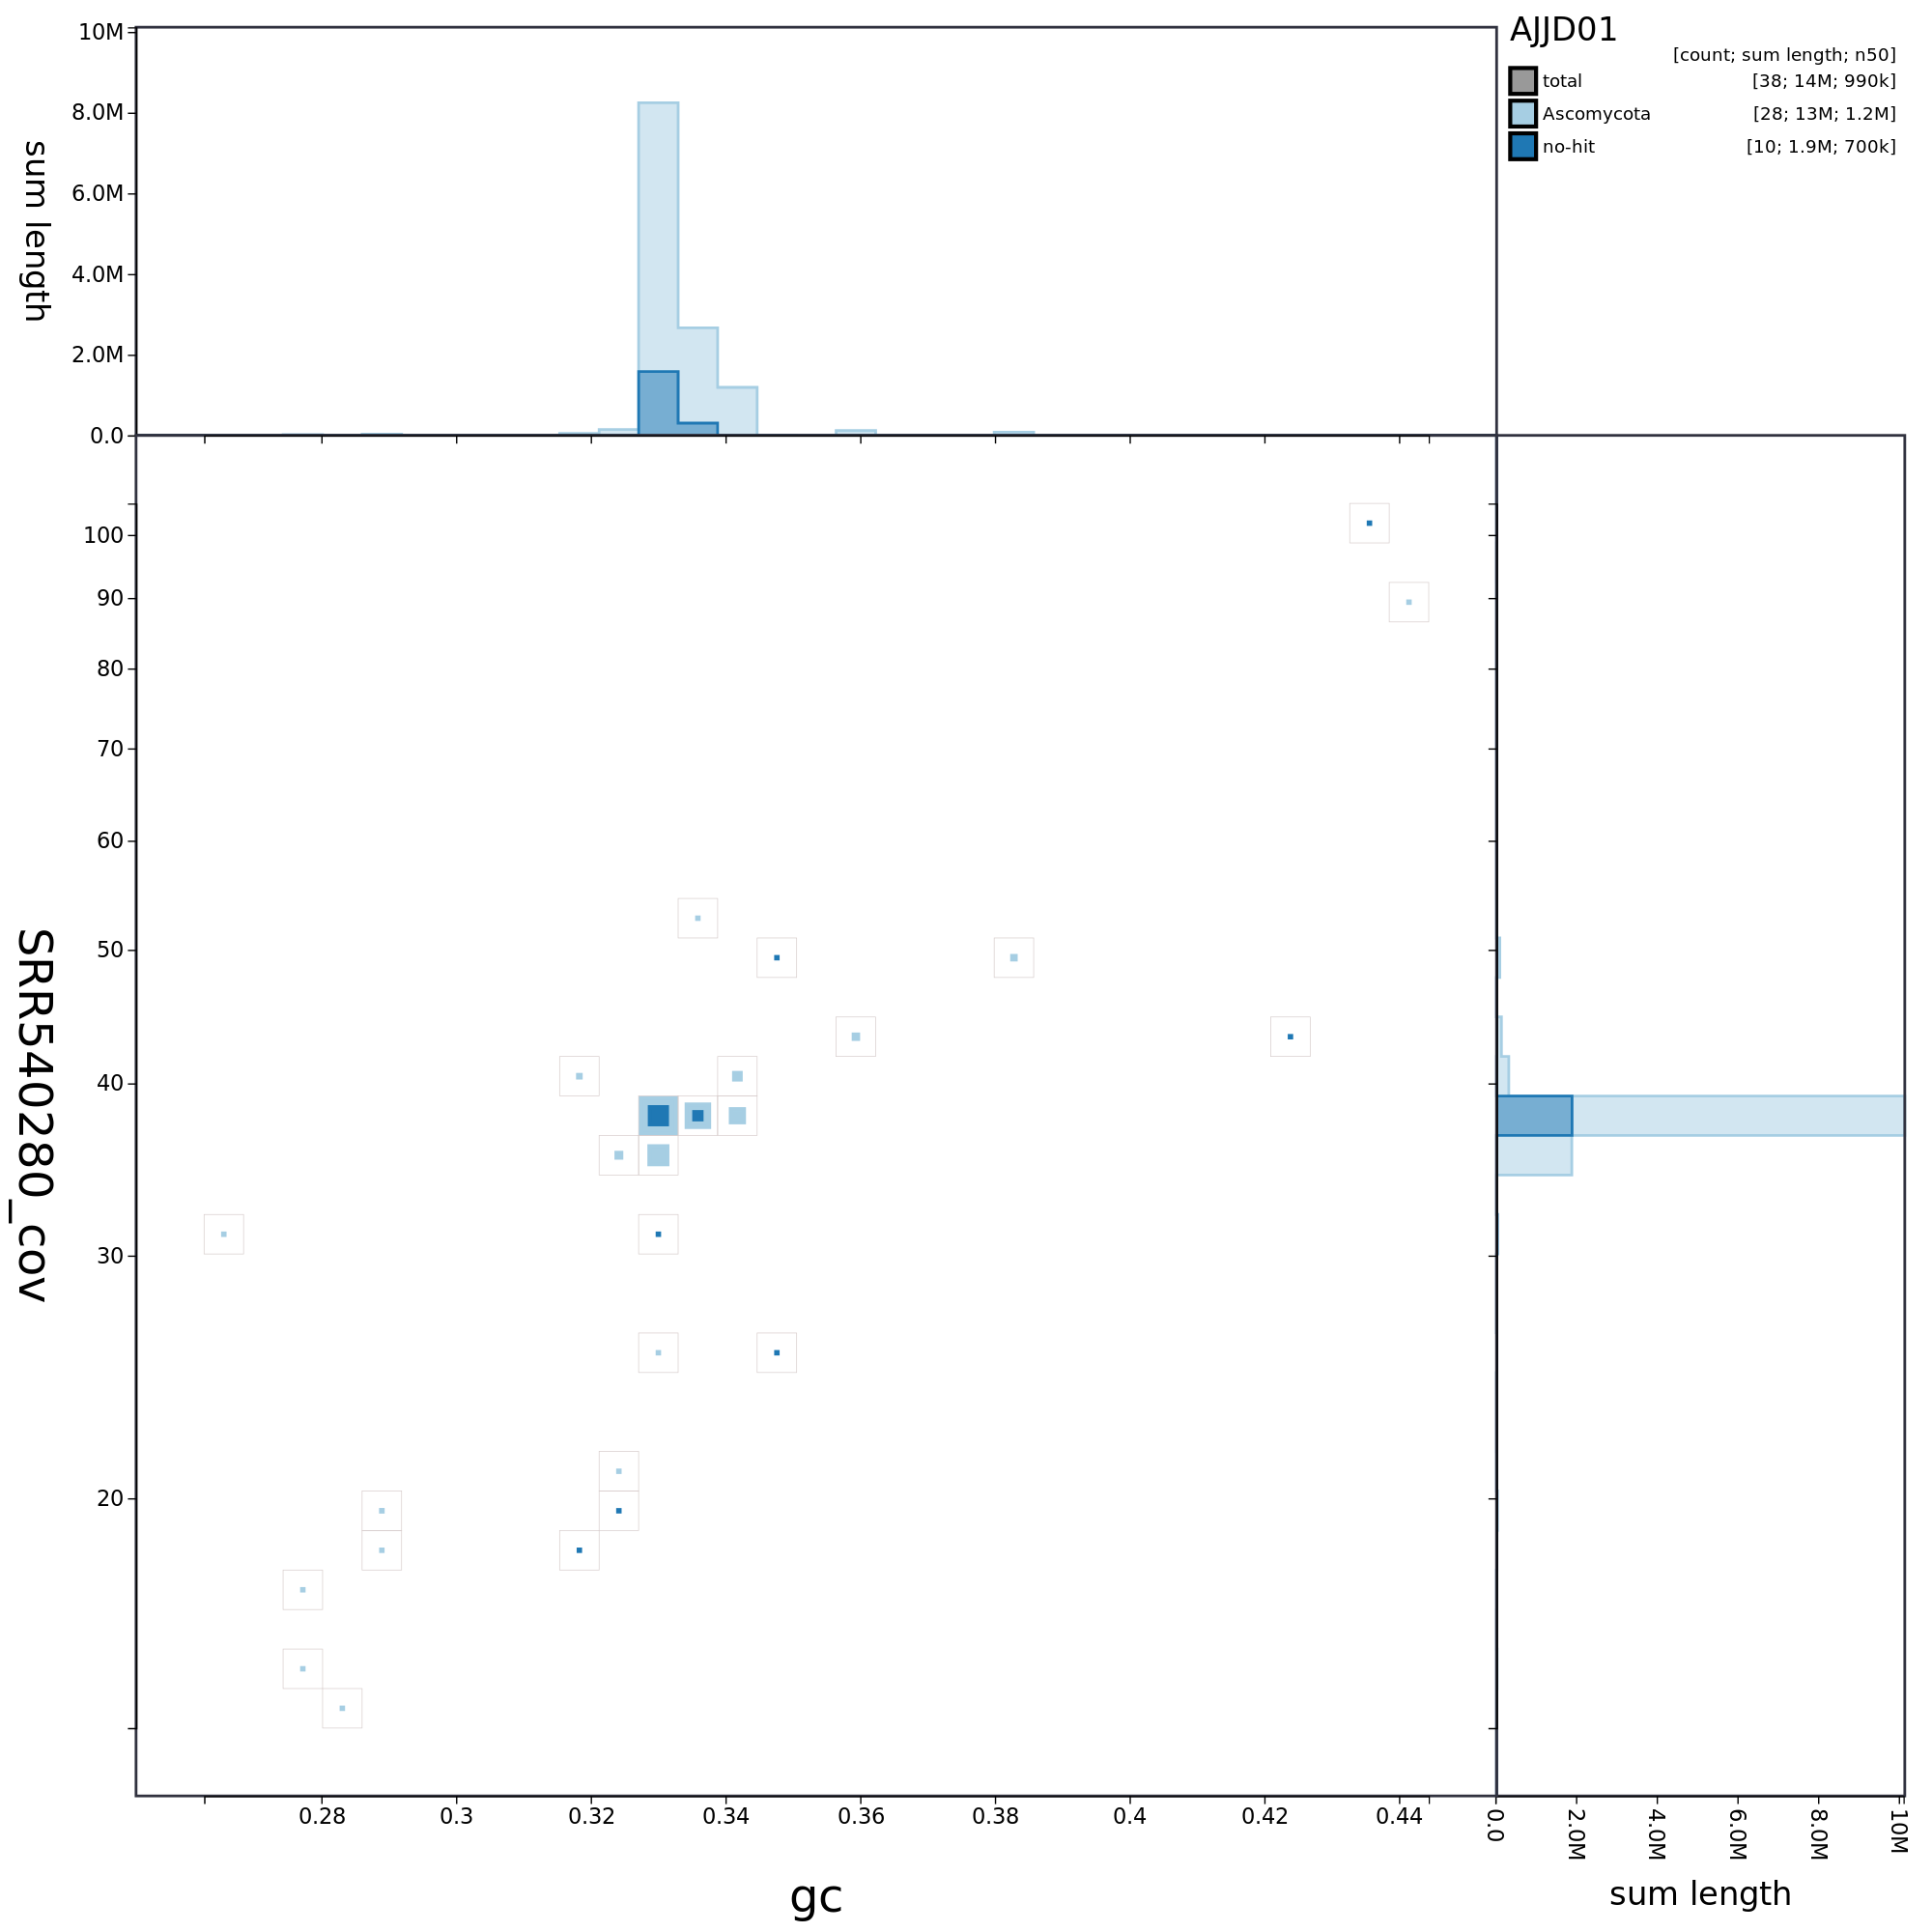 AJJD01
[count; sum length; n50]
total [38; 14M; 990k]
Ascomycota [28; 13M; 1.2M]
no-hit [10; 1.9M; 700k]
sum length
10M
8.0M
6.0M
4.0M
2.0M
0.0
SRR540280_cov
100
90
80
70
60
50
40
30
20
0.28 0.3 0.32 0.34 0.36 0.38 0.4 0.42 0.44
gc
0.0 2.0M 4.0M 6.0M 8.0M 10M
sum length